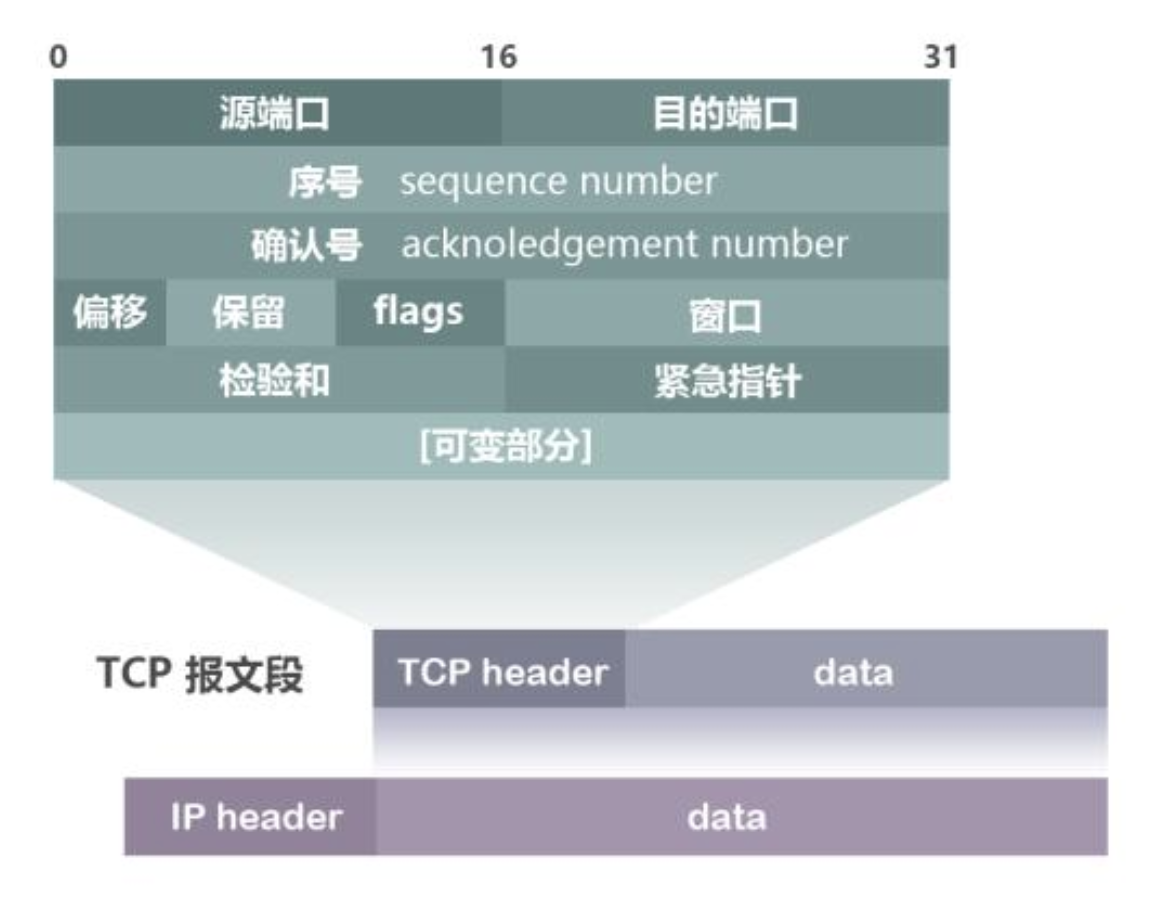 0 16 31
源端口 目的端口
序号 sequence number
确认号 acknoledgement number
偏移 保留 flags 窗口
检验和 紧急指针
[可变部分]
TCP 报文段 TCP header data
IP header data